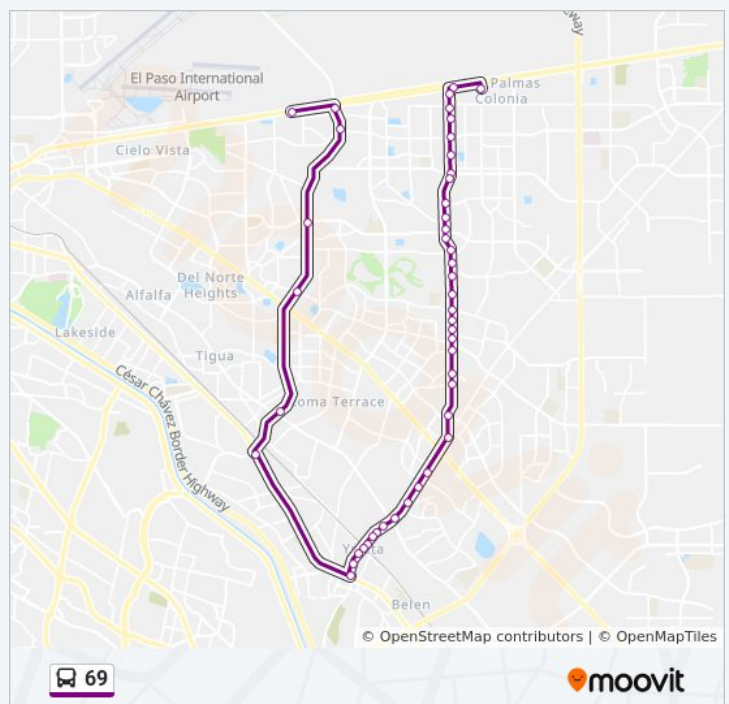 eway
El Paso International
Airport
Palmas
Colonia
Cielo Vista
Del Norte
Heights
Alfalfa
Lakeside
Tigua
César Chávez Border Highway
Loma Terrace
Belen
© OpenStreetMap contributors | © OpenMapTiles
69
moovit